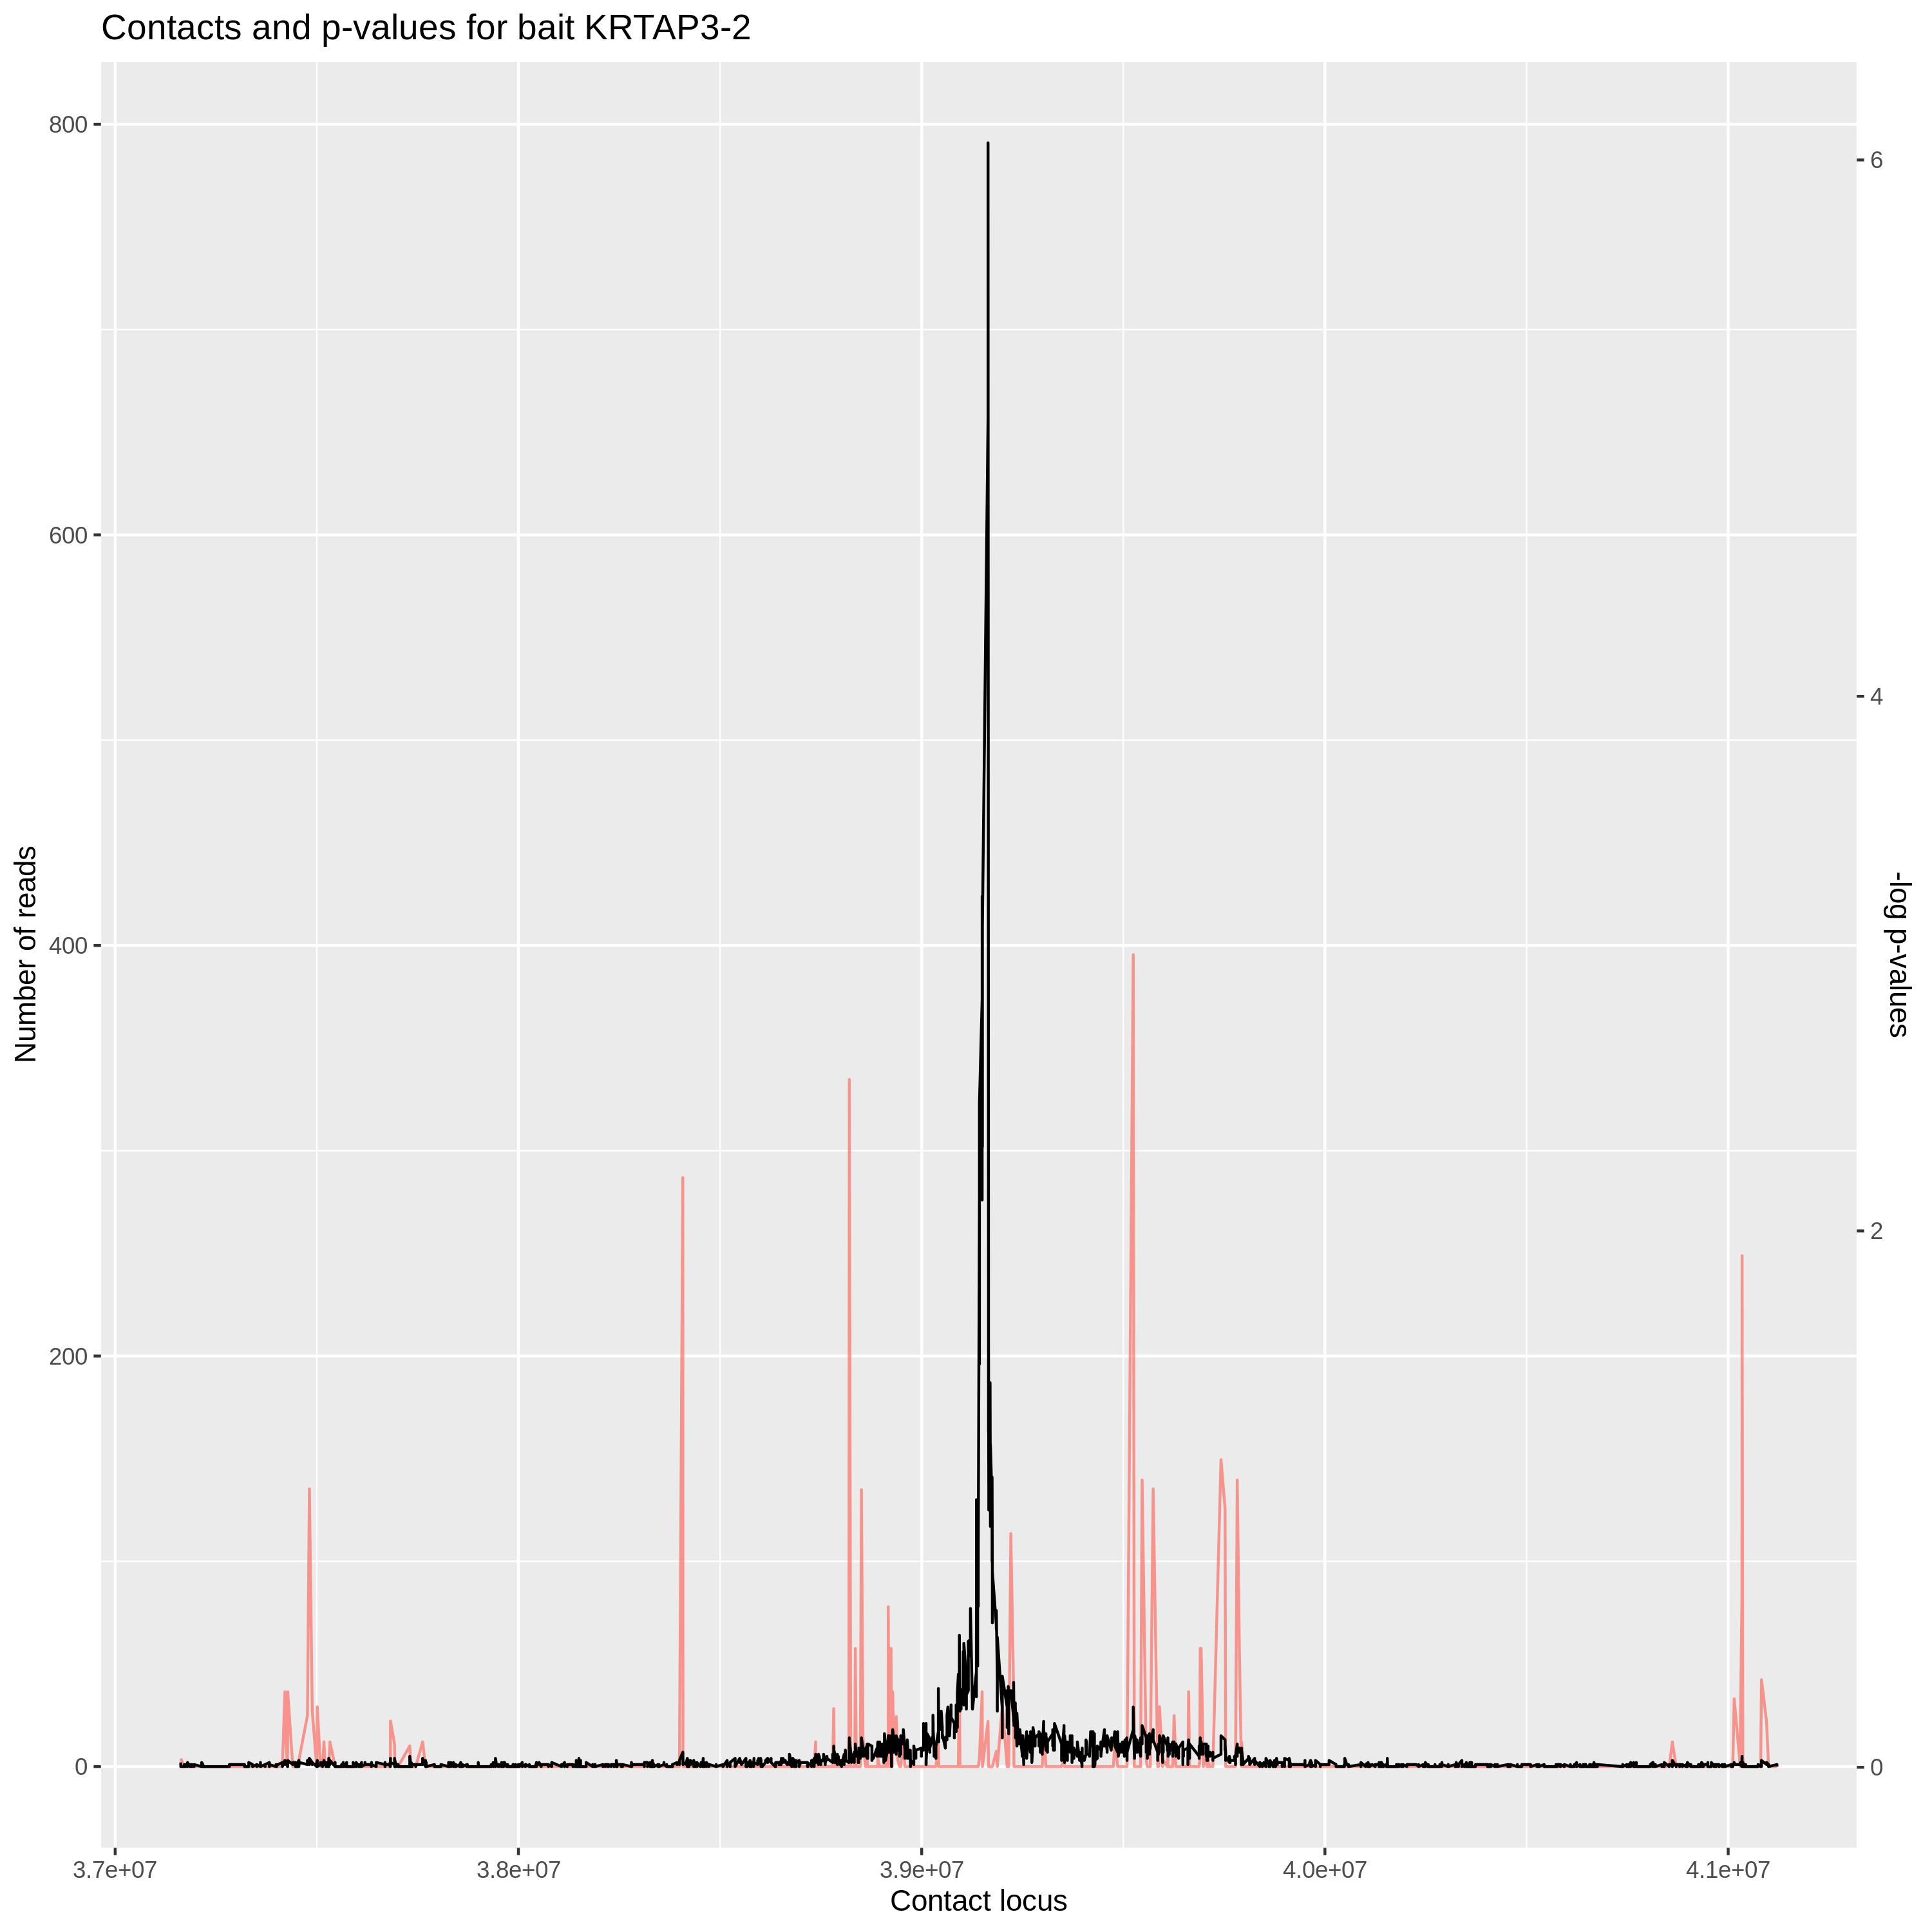 Contacts and p-values for bait KRTAP3-2
800
600
400
200
0
Number of reads
6
4
2
0
-log p-values
3.7e+07 3.8e+07 3.9e+07 4.0e+07 4.1e+07
Contact locus